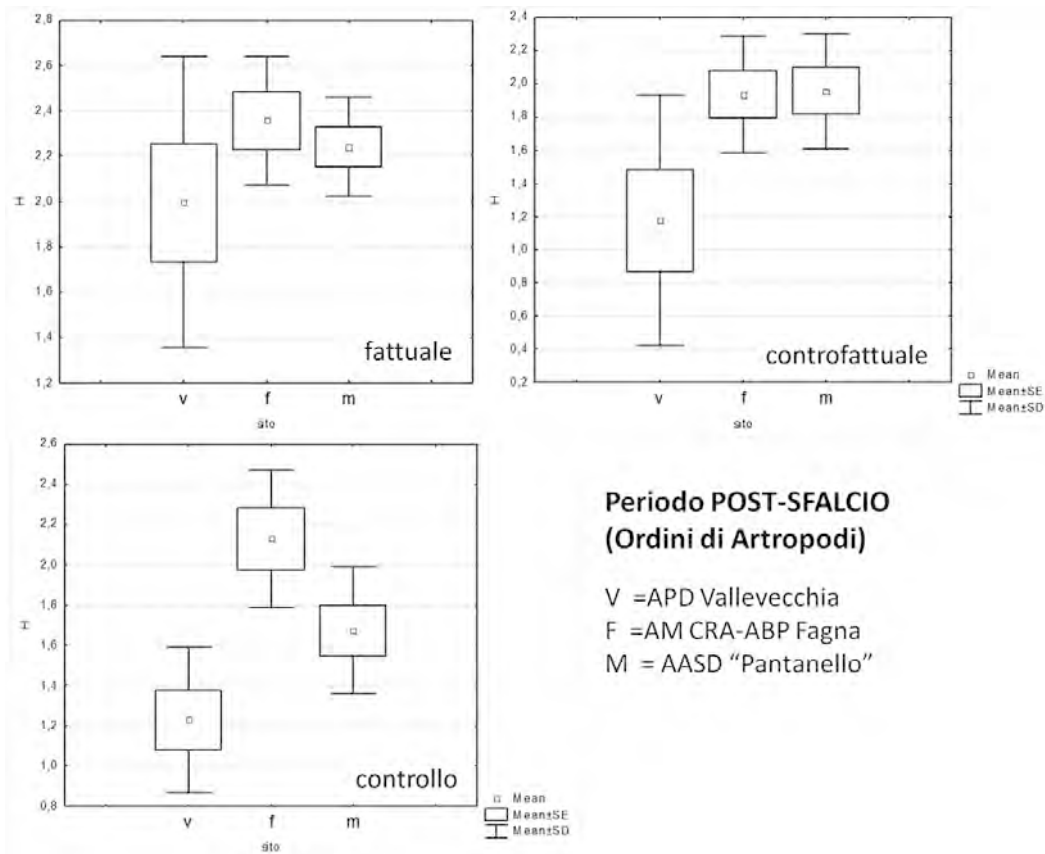 2,8
2,6
2,4
2,2
2,0
1,8
1,6
1,4
1,2
H
v f m
sito
fattuale
2,4
2,2
2,0
1,8
1,6
1,4
1,2
1,0
0,8
0,6
0,4
0,2
H
v f m
sito
controfattuale
Mean
Mean±SE
Mean±SD
2,6
2,4
2,2
2,0
1,8
1,6
1,4
1,2
1,0
0,8
H
v f m
sito
controllo
Mean
Mean±SE
Mean±SD
Periodo POST-SFALCIO
(Ordini di Artropodi)
V =APD Vallevecchia
F =AM CRA-ABP Fagna
M = AASD “Pantanello”